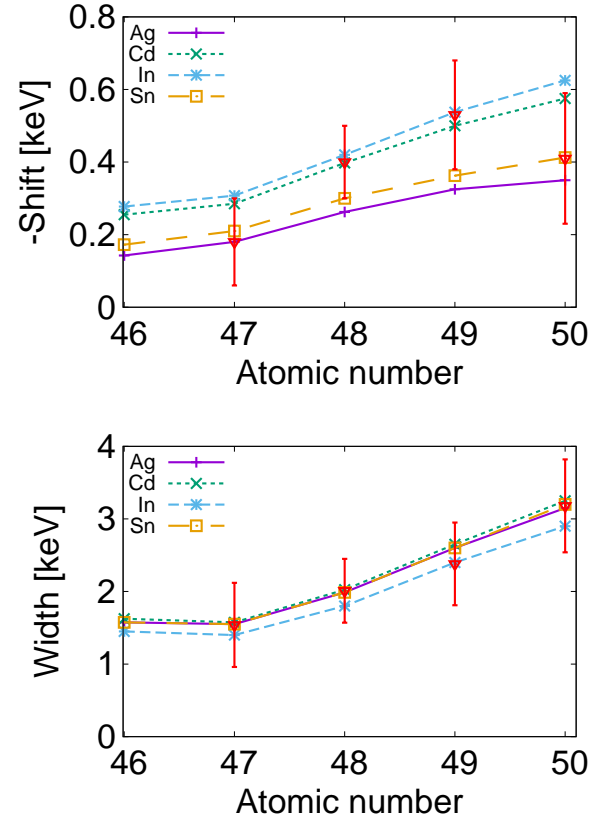 0.8
0.6
0.4
0.2
0
-Shift [keV]
Ag
Cd
In
Sn
46 47 48 49 50
Atomic number
4
3
2
1
0
Width [keV]
Ag
Cd
In
Sn
46 47 48 49 50
Atomic number